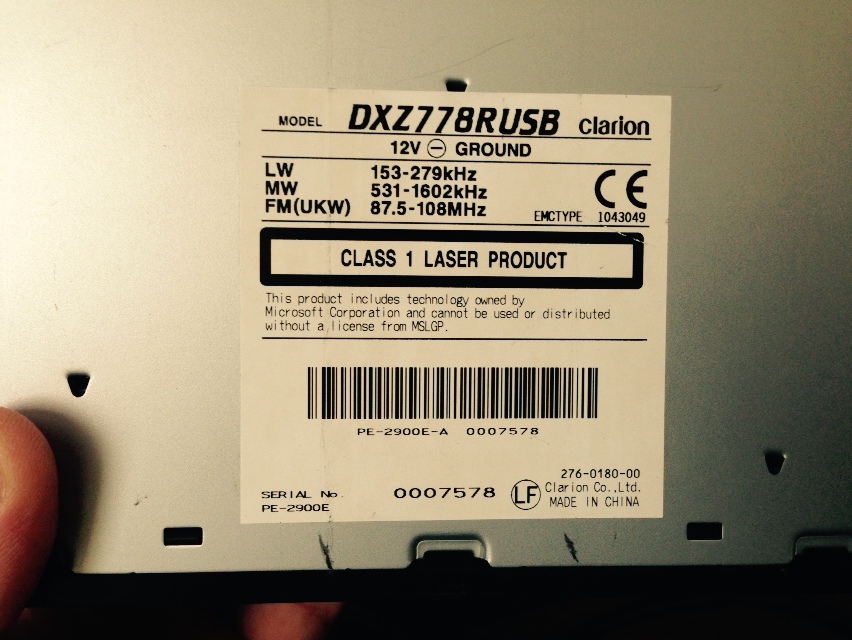 MODEL DXZ778RUSB Clarion
12V ⊖ GROUND
LW 153-279kHz
MW 531-1602kHz
FM(UKW) 87.5-108MHz
CE
EMCTYPE 1043049
CLASS 1 LASER PRODUCT
This product includes technology owned by
Microsoft Corporation and cannot be used or distributed
without a license from MSLGP.
PE-2900E-A 0007578
276-0180-00
SERIAL No. 0007578 LF Clarion Co.,Ltd.
PE-2900E MADE IN CHINA